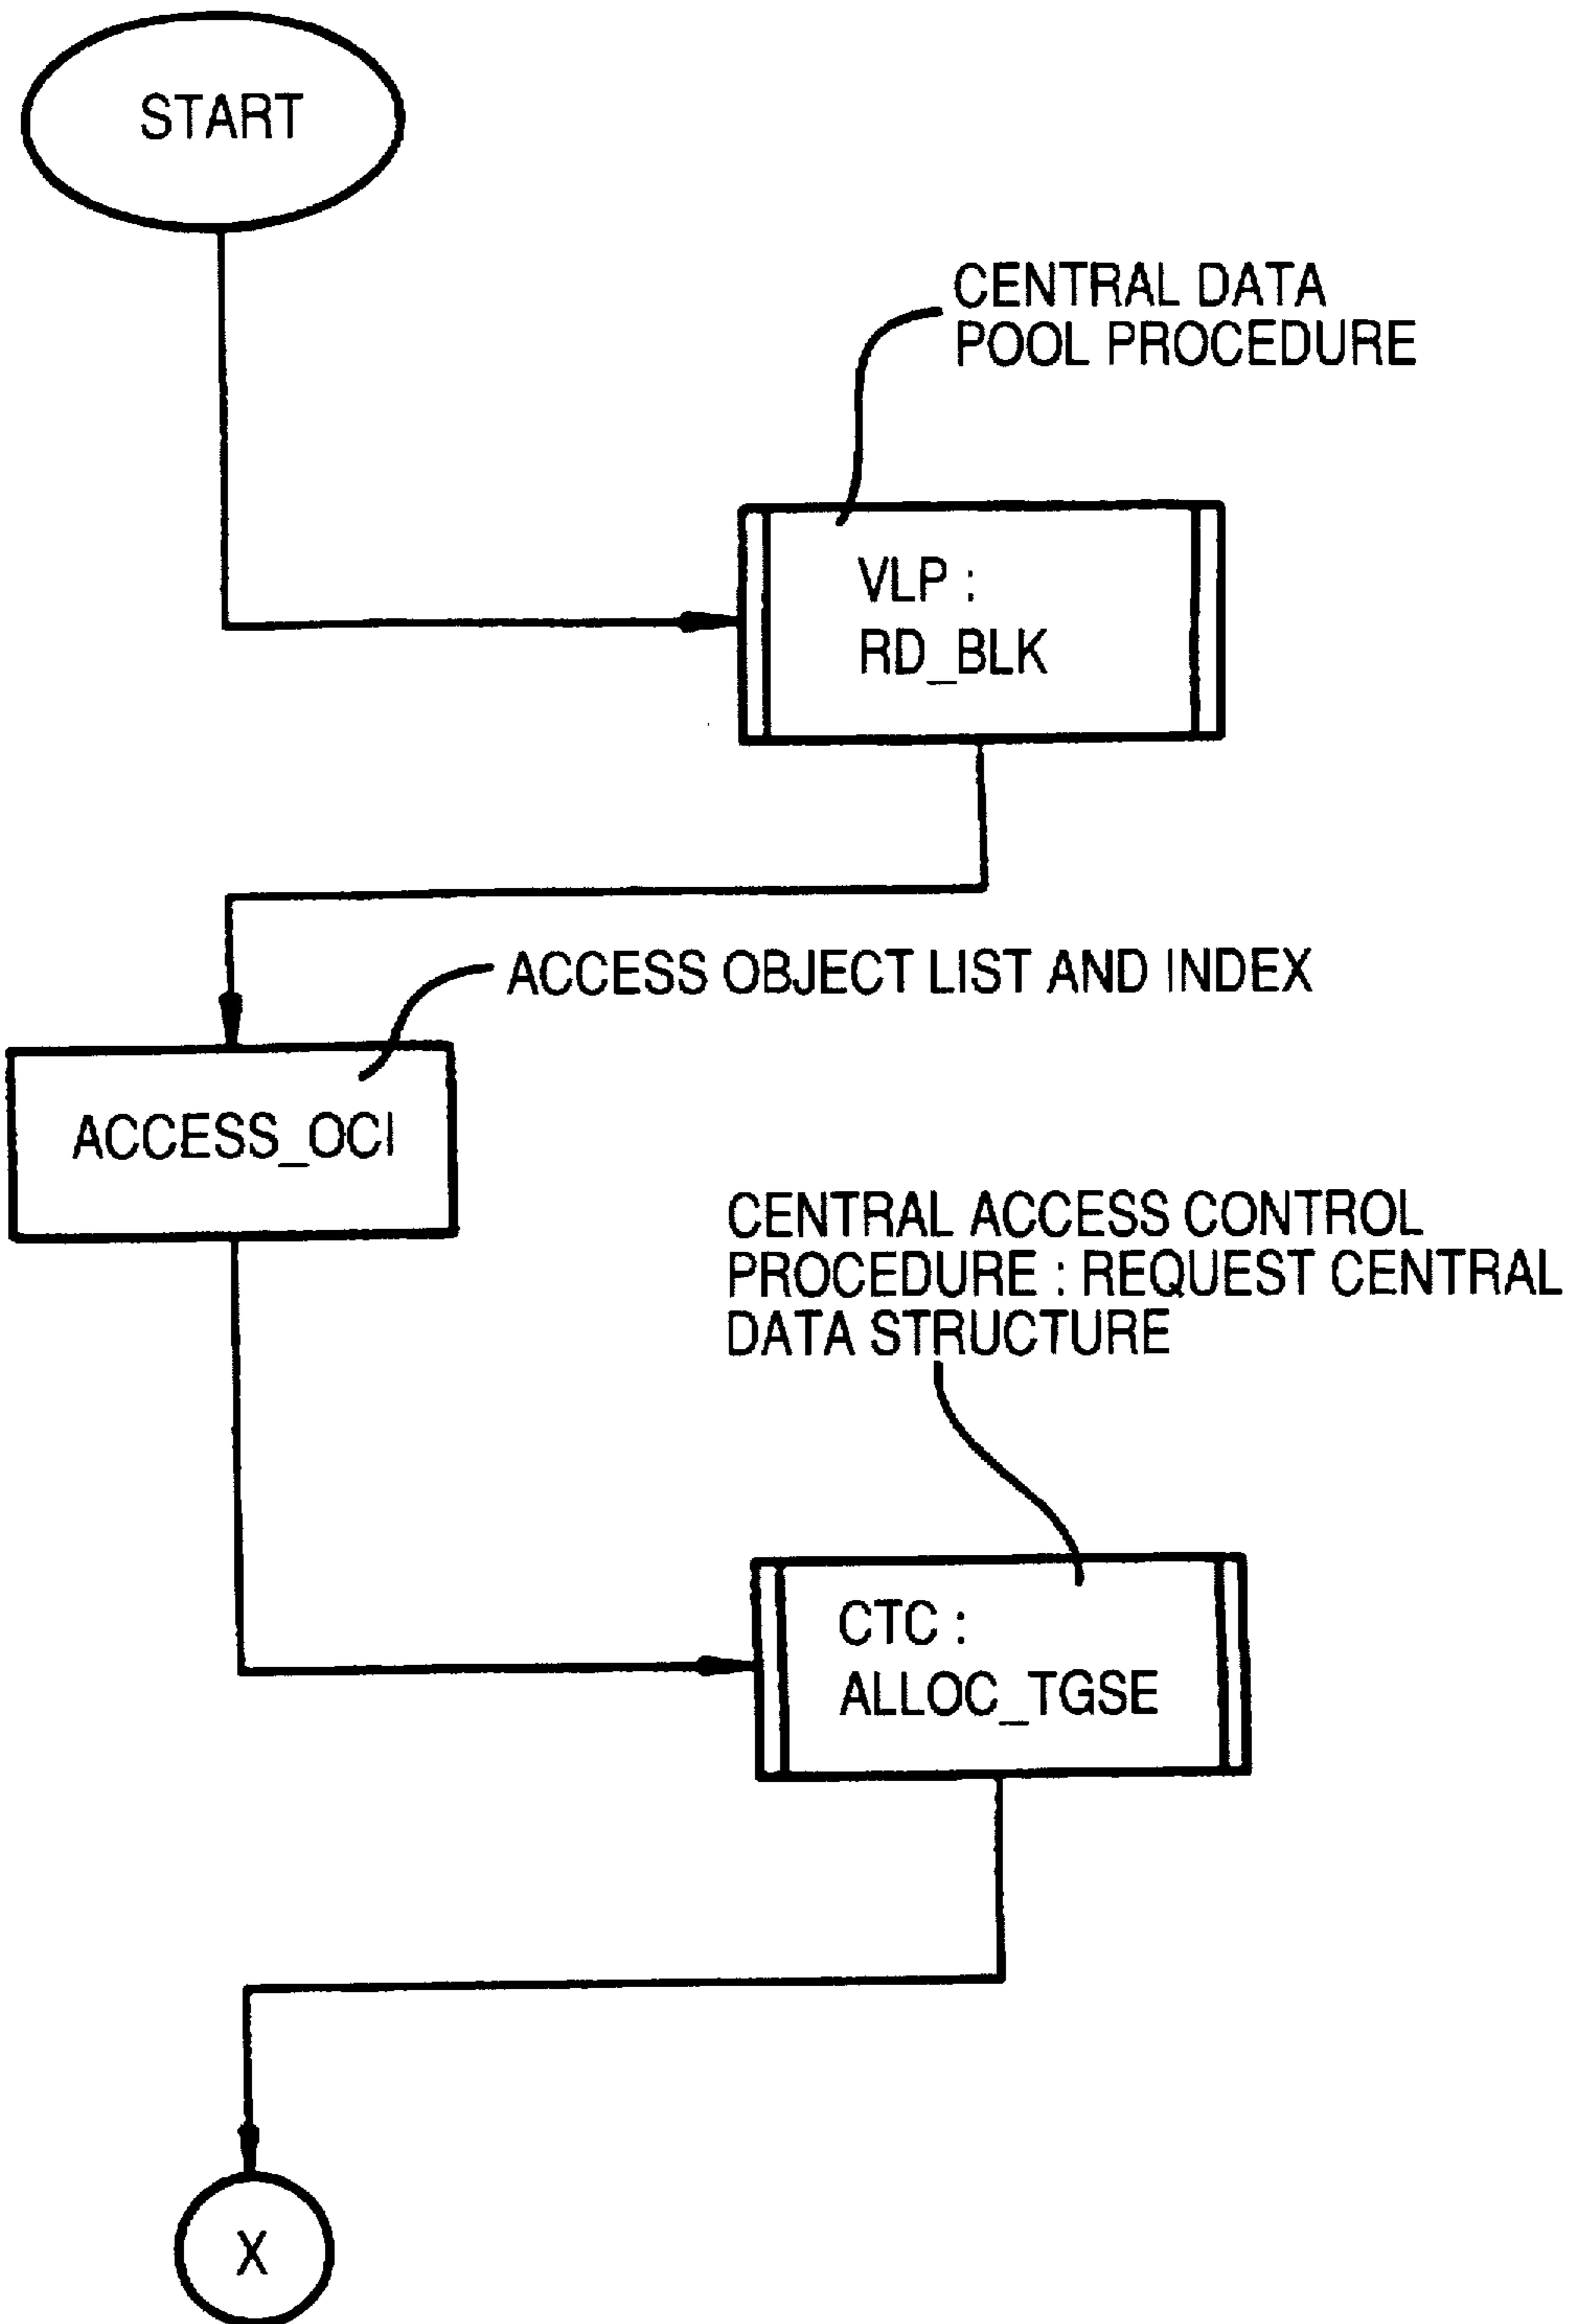 START
CENTRAL DATA
POOL PROCEDURE
VLP :
RD_BLK
ACCESS OBJECT LIST AND INDEX
ACCESS_OCI
CENTRAL ACCESS CONTROL
PROCEDURE : REQUEST CENTRAL
DATA STRUCTURE
CTC :
ALLOC_TGSE
X